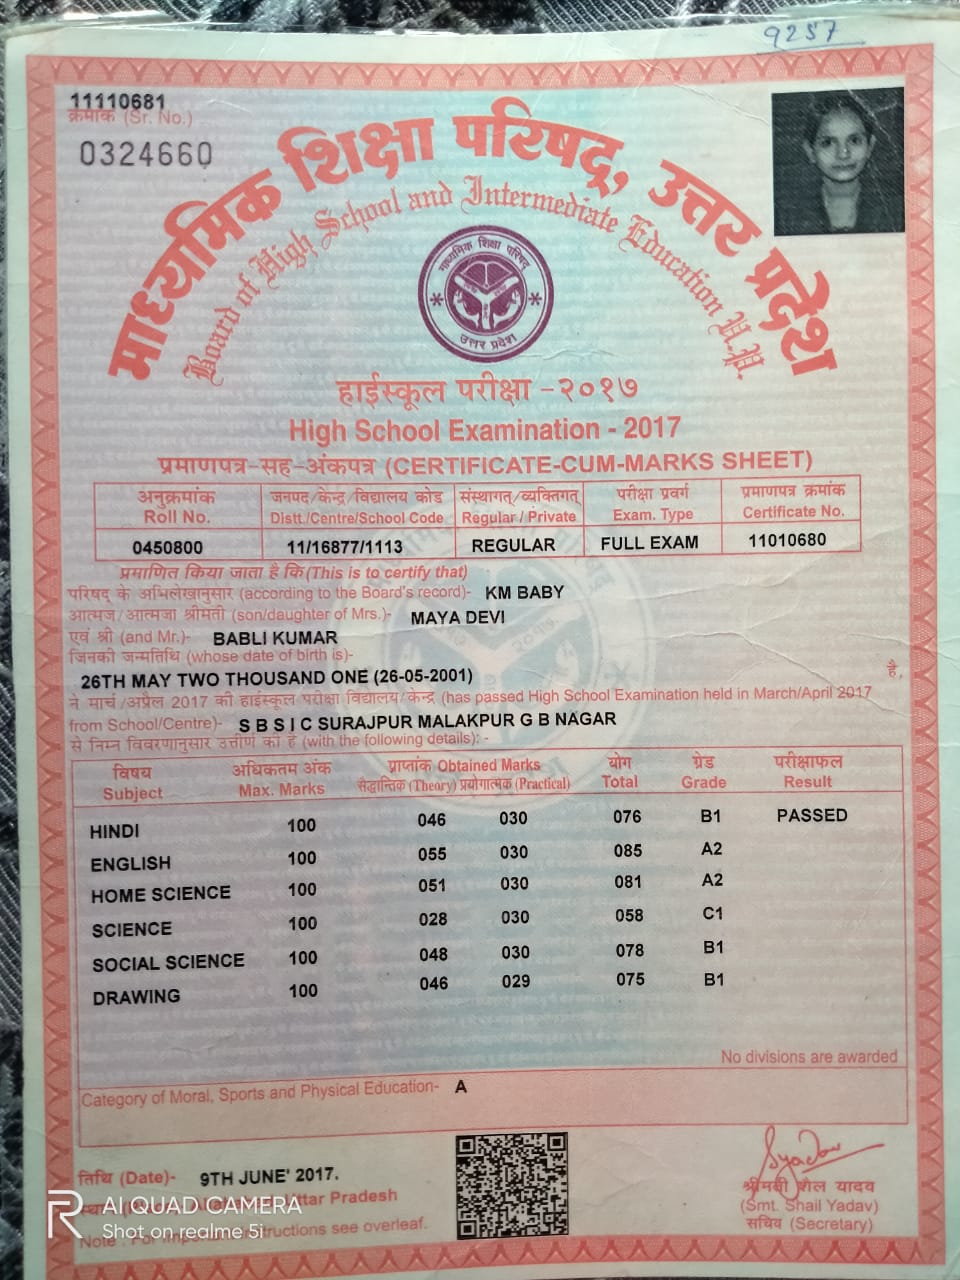 9257
11110681
क्रमांक (Sr. No.)
0324660
माध्यमिक शिक्षा परिषद्, उत्तर प्रदेश
Board of High School and Intermediate Education U.P.
माध्यमिक शिक्षा परिषद्
उत्तर प्रदेश
हाईस्कूल परीक्षा - २०१७
High School Examination - 2017
प्रमाणपत्र-सह-अंकपत्र (CERTIFICATE-CUM-MARKS SHEET)
अनुक्रमांक जनपद/केन्द्र/विद्यालय कोड संस्थागत/व्यक्तिगत परीक्षा प्रवर्ग प्रमाणपत्र क्रमांक
Roll No. Distt./Centre/School Code Regular / Private Exam. Type Certificate No.
0450800 11/16877/1113 REGULAR FULL EXAM 11010680
प्रमाणित किया जाता है कि (This is to certify that)
परिषद् के अभिलेखानुसार (according to the Board's record)- KM BABY
आत्मज/आत्मजा श्रीमती (son/daughter of Mrs.)- MAYA DEVI
एवं श्री (and Mr.)- BABLI KUMAR
जिनकी जन्मतिथि (whose date of birth is)-
26TH MAY TWO THOUSAND ONE (26-05-2001) है,
ने मार्च/अप्रैल 2017 की हाईस्कूल परीक्षा विद्यालय/केन्द्र (has passed High School Examination held in March/April 2017
from School/Centre)- S B S I C SURAJPUR MALAKPUR G B NAGAR
से निम्न विवरणानुसार उत्तीर्ण की है (with the following details): -
विषय अधिकतम अंक प्राप्तांक Obtained Marks योग ग्रेड परीक्षाफल
Subject Max. Marks सैद्धान्तिक (Theory) प्रयोगात्मक (Practical) Total Grade Result
HINDI 100 046 030 076 B1 PASSED
ENGLISH 100 055 030 085 A2
HOME SCIENCE 100 051 030 081 A2
SCIENCE 100 028 030 058 C1
SOCIAL SCIENCE 100 048 030 078 B1
DRAWING 100 046 029 075 B1
No divisions are awarded
Category of Moral, Sports and Physical Education- A
तिथि (Date)- 9TH JUNE' 2017.
Uttar Pradesh
Note : For instructions see overleaf.
श्रीमती शैल यादव
(Smt. Shail Yadav)
सचिव (Secretary)
AI QUAD CAMERA
Shot on realme 5i